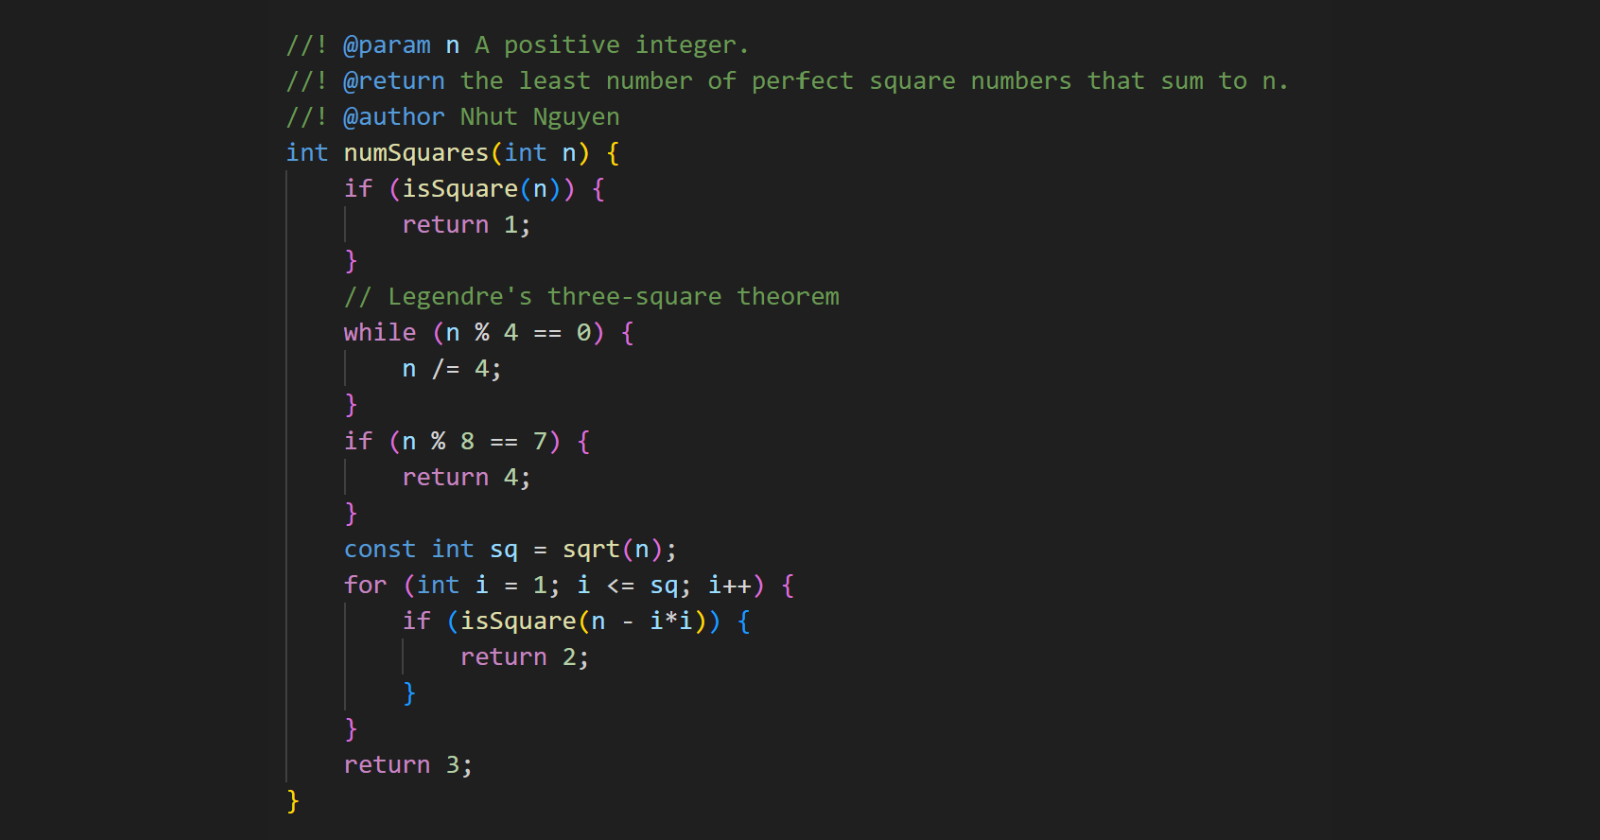 //! @param n A positive integer.
//! @return the least number of perfect square numbers that sum to n.
//! @author Nhut Nguyen
int numSquares(int n) {
    if (isSquare(n)) {
        return 1;
    }
    // Legendre's three-square theorem
    while (n % 4 == 0) {
        n /= 4;
    }
    if (n % 8 == 7) {
        return 4;
    }
    const int sq = sqrt(n);
    for (int i = 1; i <= sq; i++) {
        if (isSquare(n - i*i)) {
            return 2;
        }
    }
    return 3;
}